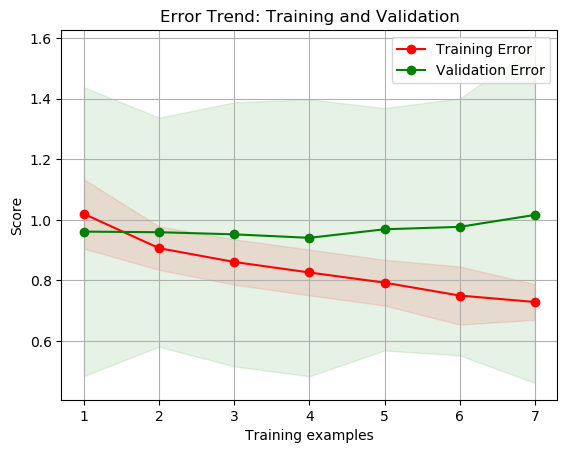 Error Trend: Training and Validation
1.6
1.4
1.2
1.0
0.8
0.6
Score
Training Error
Validation Error
1 2 3 4 5 6 7
Training examples